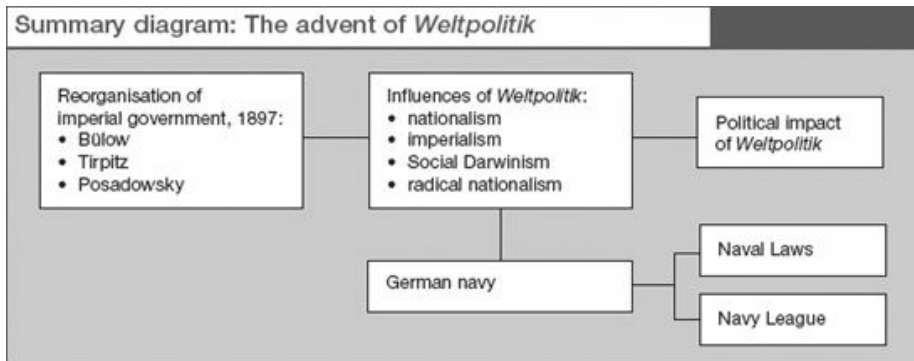 Summary diagram: The advent of Weltpolitik
Reorganisation of
imperial government, 1897:
• Bülow
• Tirpitz
• Posadowsky
Influences of Weltpolitik:
• nationalism
• imperialism
• Social Darwinism
• radical nationalism
Political impact
of Weltpolitik
German navy
Naval Laws
Navy League